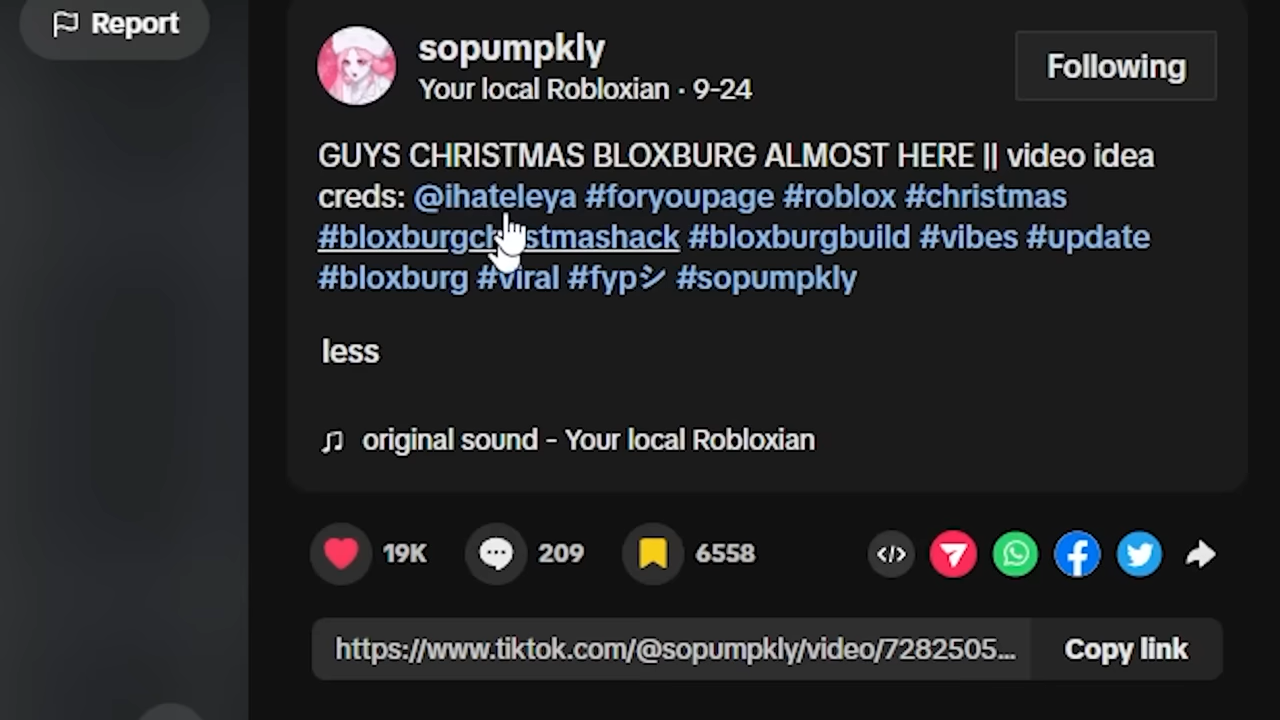 Report
sopumpkly
Your local Robloxian · 9-24
Following
GUYS CHRISTMAS BLOXBURG ALMOST HERE || video idea
creds: @ihateleya #foryoupage #roblox #christmas
#bloxburgchristmashack #bloxburgbuild #vibes #update
#bloxburg #viral #fypシ #sopumpkly
less
original sound - Your local Robloxian
19K
209
6558
https://www.tiktok.com/@sopumpkly/video/7282505...
Copy link